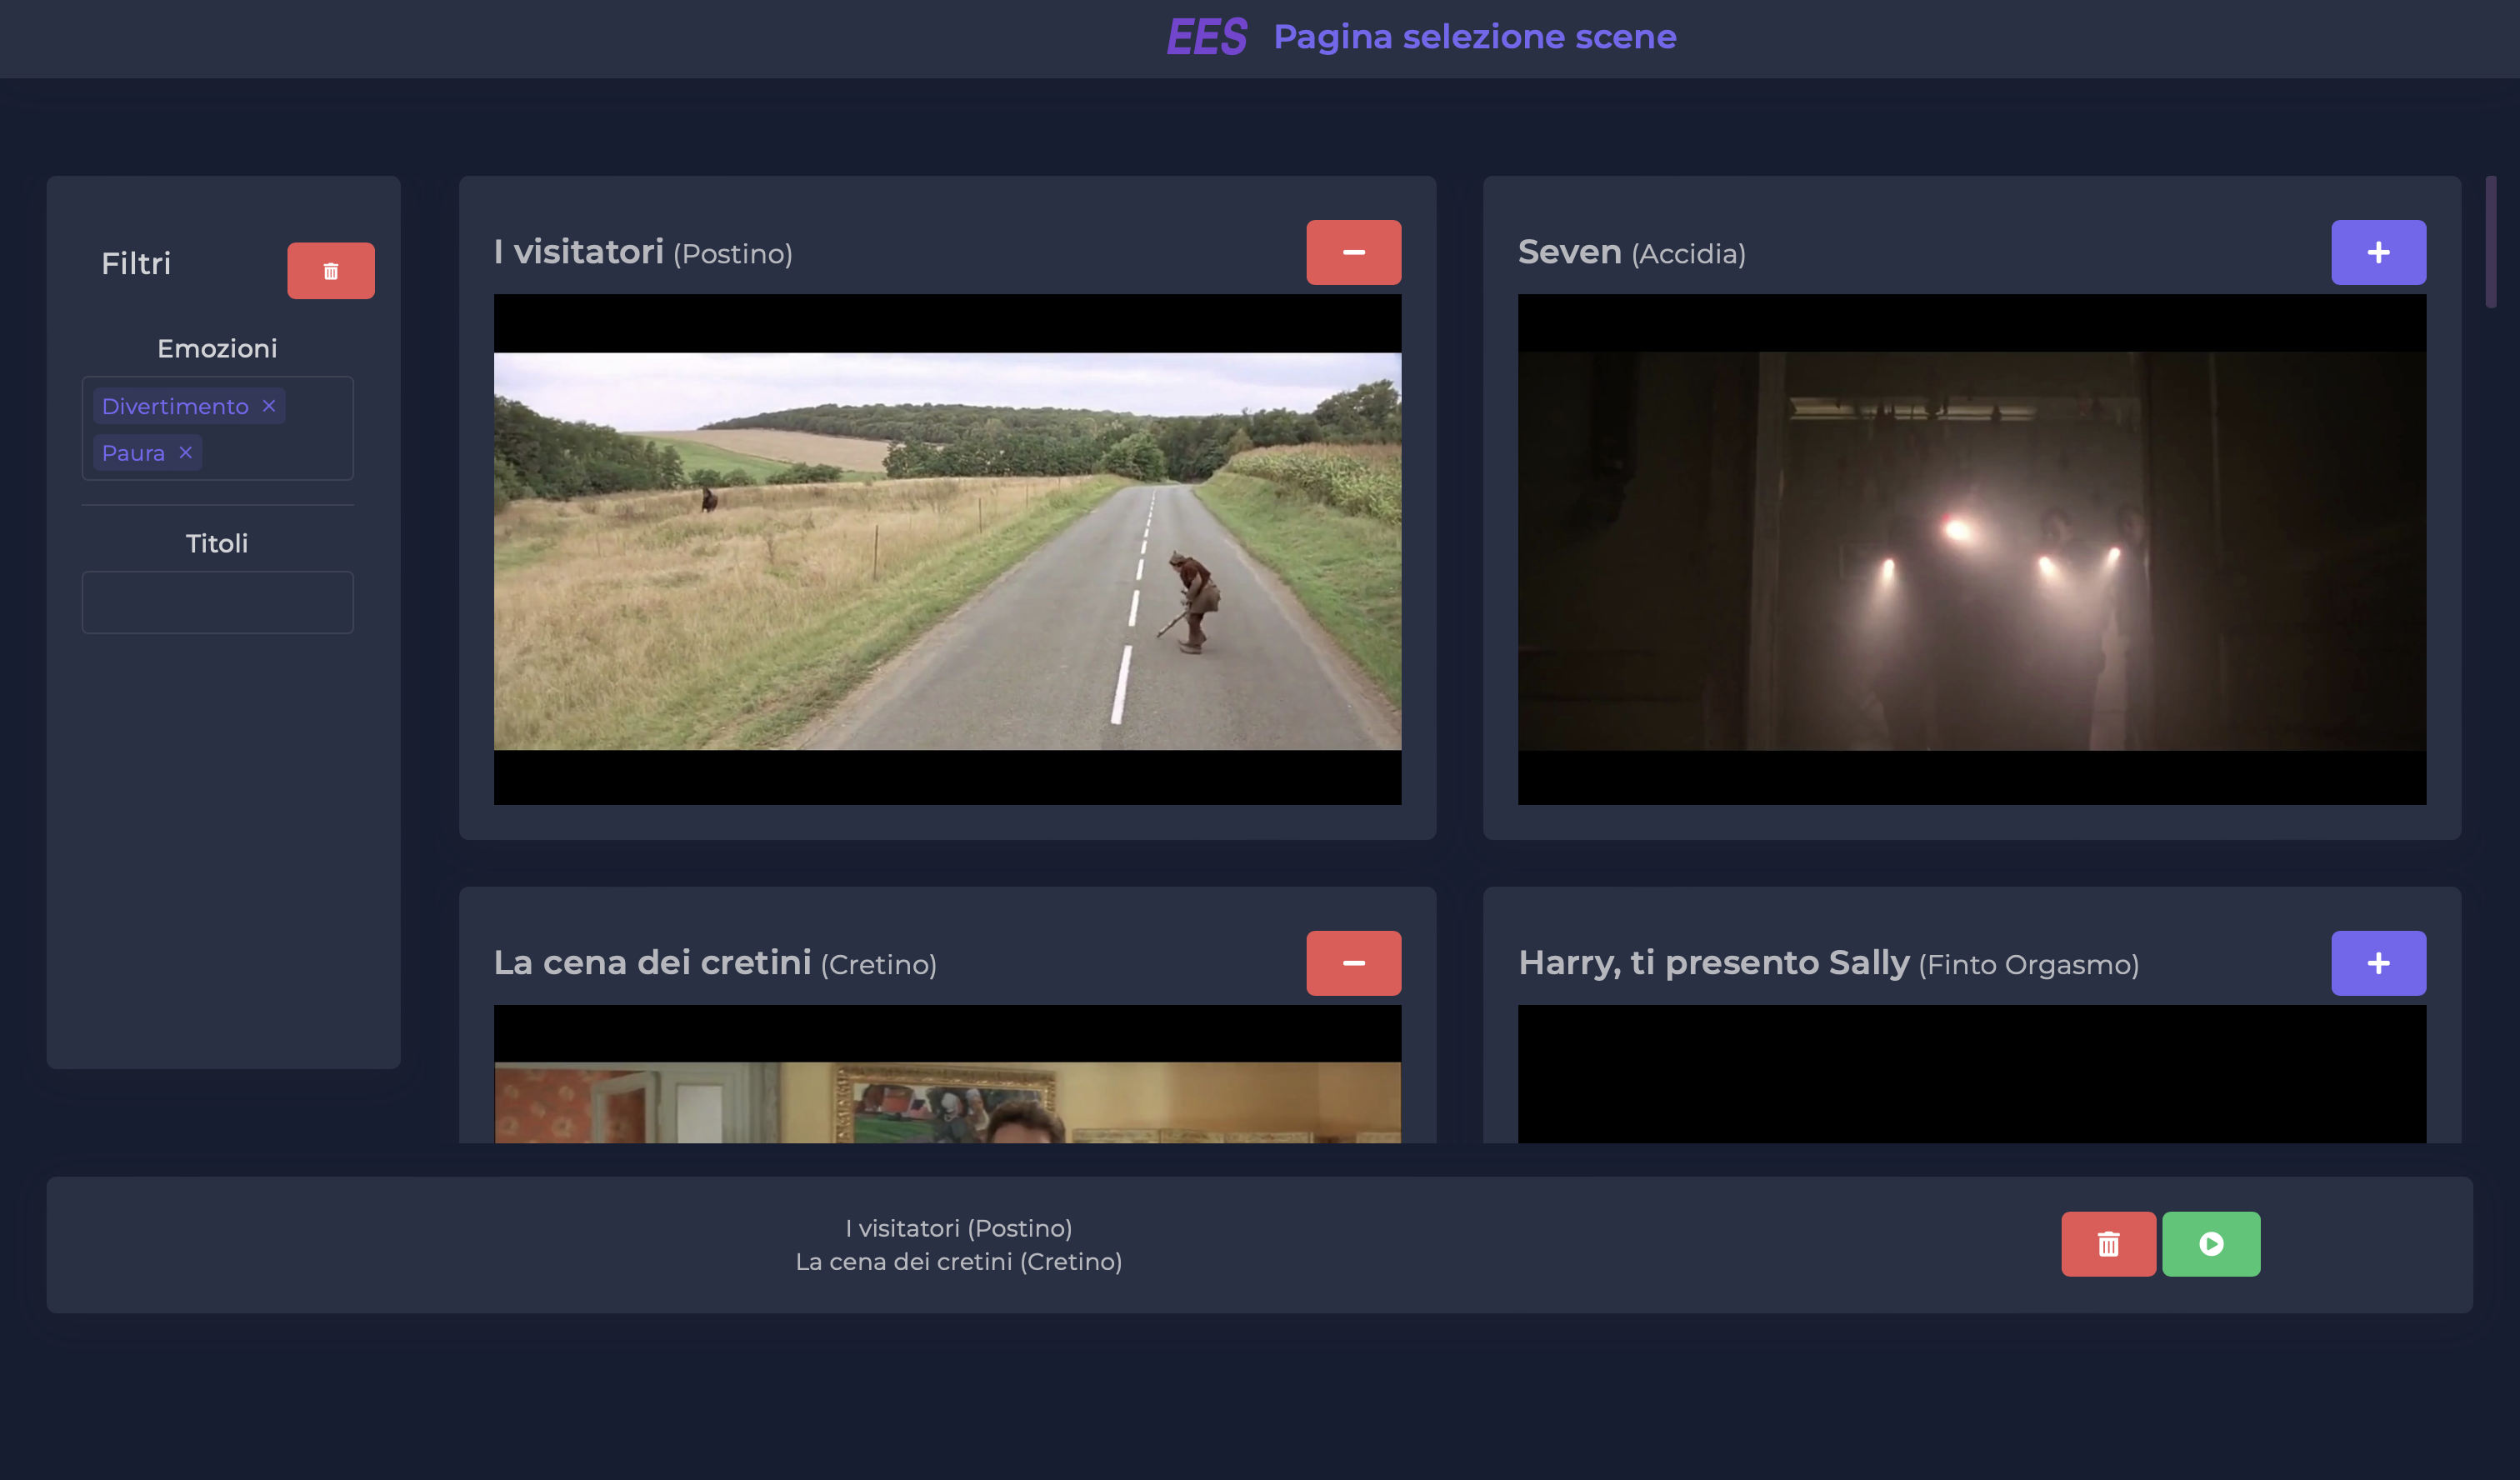 EES Pagina selezione scene
Filtri
Emozioni
Divertimento ×
Paura ×
Titoli
I visitatori (Postino)
Seven (Accidia)
La cena dei cretini (Cretino)
Harry, ti presento Sally (Finto Orgasmo)
I visitatori (Postino)
La cena dei cretini (Cretino)